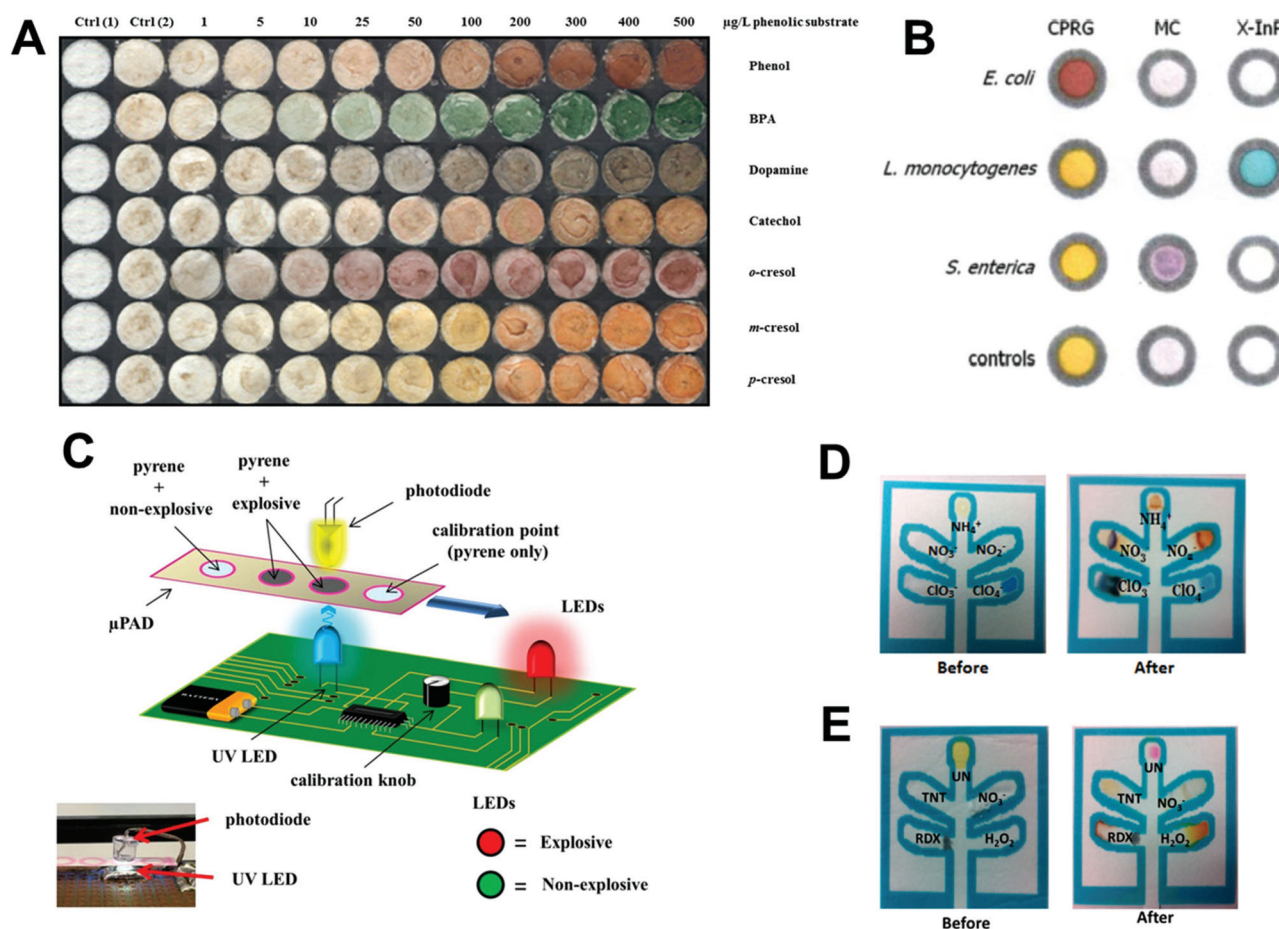 A
Ctrl (1) Ctrl (2) 1 5 10 25 50 100 200 300 400 500 µg/L phenolic substrate
Phenol
BPA
Dopamine
Catechol
o-cresol
m-cresol
p-cresol
B
CPRG MC X-InP
E. coli
L. monocytogenes
S. enterica
controls
C
pyrene
+
non-explosive
pyrene
+
explosive
photodiode
calibration point
(pyrene only)
µPAD
LEDs
BATTERY
UV LED
calibration knob
photodiode
UV LED
LEDs
= Explosive
= Non-explosive
D
NH₄⁺
NO₃⁻ NO₂⁻
ClO₃⁻ ClO₄⁻
Before
NH₄⁺
NO₃⁻ NO₂⁻
ClO₃⁻ ClO₄⁻
After
E
UN
TNT NO₃⁻
RDX H₂O₂
Before
UN
TNT NO₃⁻
RDX H₂O₂
After